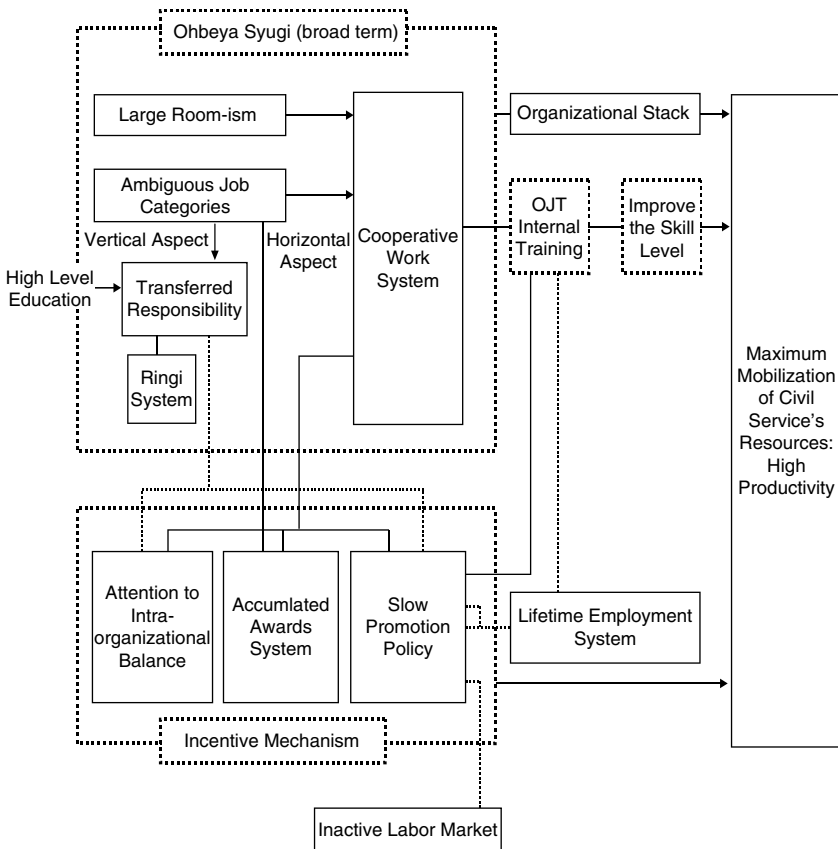 Ohbeya Syugi (broad term)
Large Room-ism
Organizational Stack
Ambiguous Job
Categories
OJT
Internal
Training
Improve
the Skill
Level
Vertical Aspect
Horizontal
Aspect
Cooperative
Work
System
High Level
Education
Transferred
Responsibility
Ringi
System
Maximum
Mobilization
of Civil
Service's
Resources:
High
Productivity
Attention to
Intra-
organizational
Balance
Accumlated
Awards
System
Slow
Promotion
Policy
Lifetime Employment
System
Incentive Mechanism
Inactive Labor Market